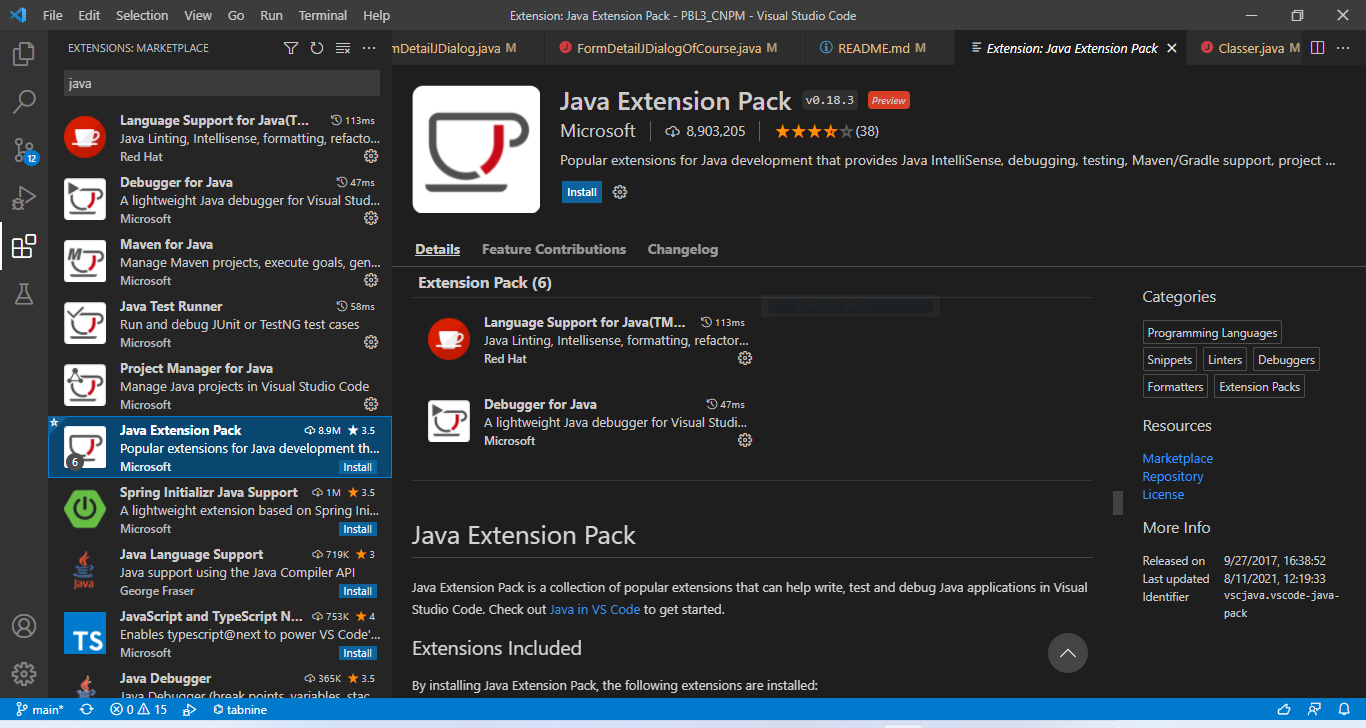 File Edit Selection View Go Run Terminal Help
Extension: Java Extension Pack - PBL3_CNPM - Visual Studio Code
EXTENSIONS: MARKETPLACE
java
Language Support for Java(T... 113ms
Java Linting, Intellisense, formatting, refacto...
Red Hat
Debugger for Java 47ms
A lightweight Java debugger for Visual Stud...
Microsoft
Maven for Java
Manage Maven projects, execute goals, gen...
Microsoft
Java Test Runner 58ms
Run and debug JUnit or TestNG test cases
Microsoft
Project Manager for Java
Manage Java projects in Visual Studio Code
Microsoft
Java Extension Pack 8.9M ★ 3.5
Popular extensions for Java development th...
6
Microsoft Install
Spring Initializr Java Support 1M ★ 3.5
A lightweight extension based on Spring Ini...
Microsoft Install
Java Language Support 719K ★ 3
Java support using the Java Compiler API
Java
George Fraser Install
JavaScript and TypeScript N... 753K ★ 4
Enables typescript@next to power VS Code'...
TS
Microsoft Install
Java Debugger 365K ★ 3.5
Java Debugger (break points, variables, stac...
12
mDetailJDialog.java M
J FormDetailJDialogOfCourse.java M
README.md M
Extension: Java Extension Pack
J Classer.java M
Java Extension Pack v0.18.3 Preview
Microsoft 8,903,205 (38)
Popular extensions for Java development that provides Java IntelliSense, debugging, testing, Maven/Gradle support, project ...
Install
Details Feature Contributions Changelog
Extension Pack (6)
Language Support for Java(TM... 113ms
Java Linting, Intellisense, formatting, refactor...
Red Hat
Debugger for Java 47ms
A lightweight Java debugger for Visual Studi...
Microsoft
Java Extension Pack
Java Extension Pack is a collection of popular extensions that can help write, test and debug Java applications in Visual
Studio Code. Check out Java in VS Code to get started.
Extensions Included
By installing Java Extension Pack, the following extensions are installed:
Categories
Programming Languages
Snippets Linters Debuggers
Formatters Extension Packs
Resources
Marketplace
Repository
License
More Info
Released on 9/27/2017, 16:38:52
Last updated 8/11/2021, 12:19:33
Identifier vscjava.vscode-java-
pack
main* 0 15 tabnine